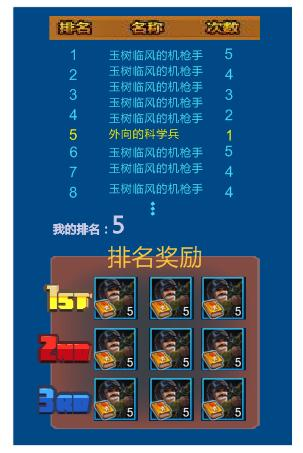 排名 名称 次数
1 玉树临风的机枪手 5
2 玉树临风的机枪手 4
3 玉树临风的机枪手 3
4 玉树临风的机枪手 2
玉树临风的机枪手
5 外向的科学兵 1
6 玉树临风的机枪手 5
7 玉树临风的机枪手 4
8 玉树临风的机枪手 4
我的排名：5
排名奖励
1ST 5 5 5
2ND 5 5 5
3RD 5 5 5